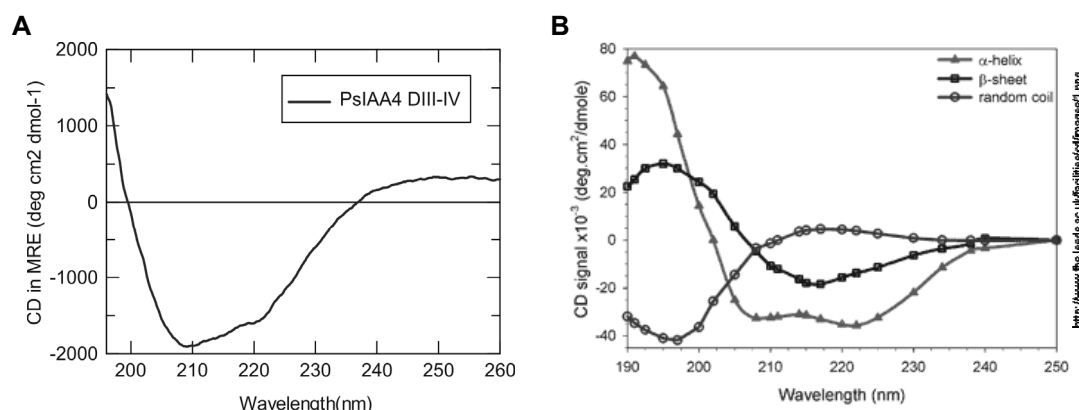 A
2000
1000
0
-1000
-2000
CD in MRE (deg cm2 dmol-1)
PsIAA4 DIII-IV
200 210 220 230 240 250 260
Wavelength(nm)
B
80
60
40
20
0
-20
-40
CD signal x10⁻³ (deg.cm²/dmole)
α-helix
β-sheet
random coil
190 200 210 220 230 240 250
Wavelength (nm)